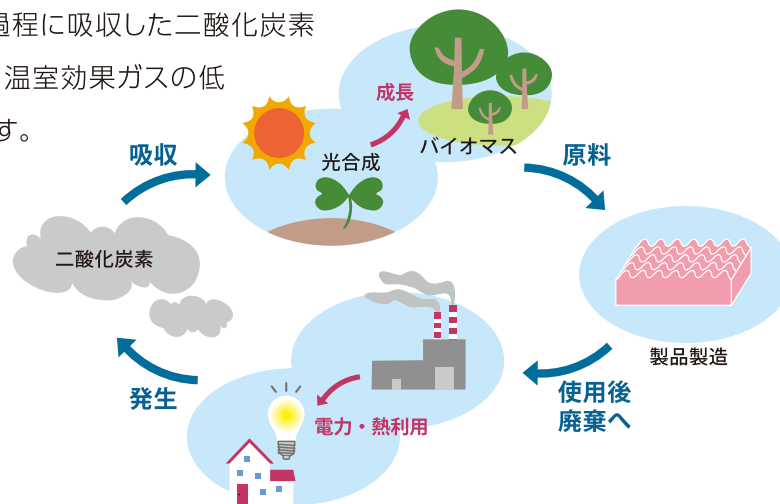 過程に吸収した二酸化炭素
温室効果ガスの低
す。
成長
バイオマス
吸収
光合成
原料
二酸化炭素
製品製造
発生
電力・熱利用
使用後
廃棄へ